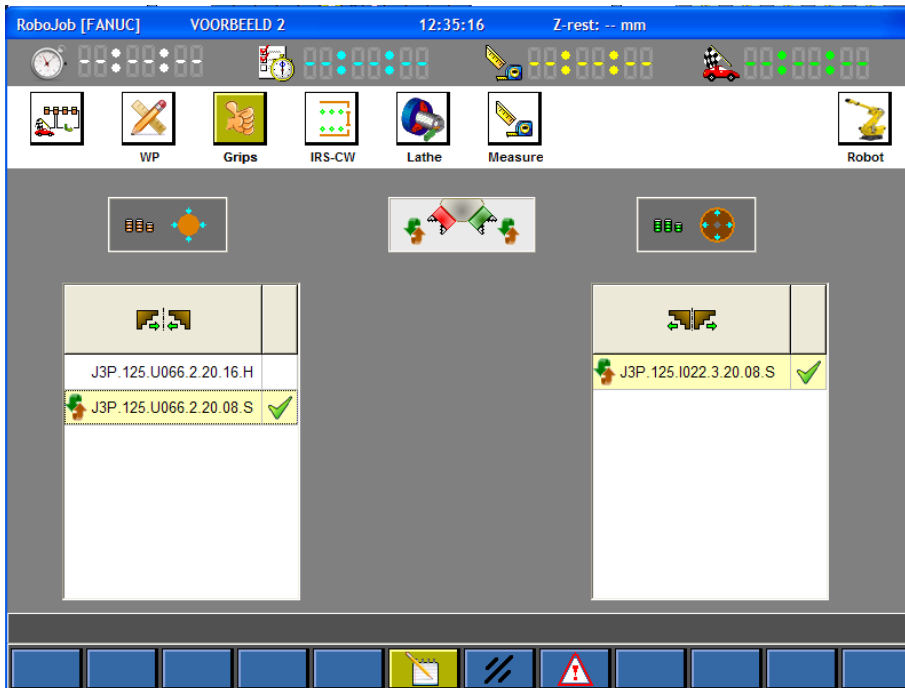 RoboJob [FANUC] VOORBEELD 2 12:35:16 Z-rest: -- mm
WP Grips IRS-CW Lathe Measure Robot
J3P.125.U066.2.20.16.H
J3P.125.U066.2.20.08.S
J3P.125.I022.3.20.08.S